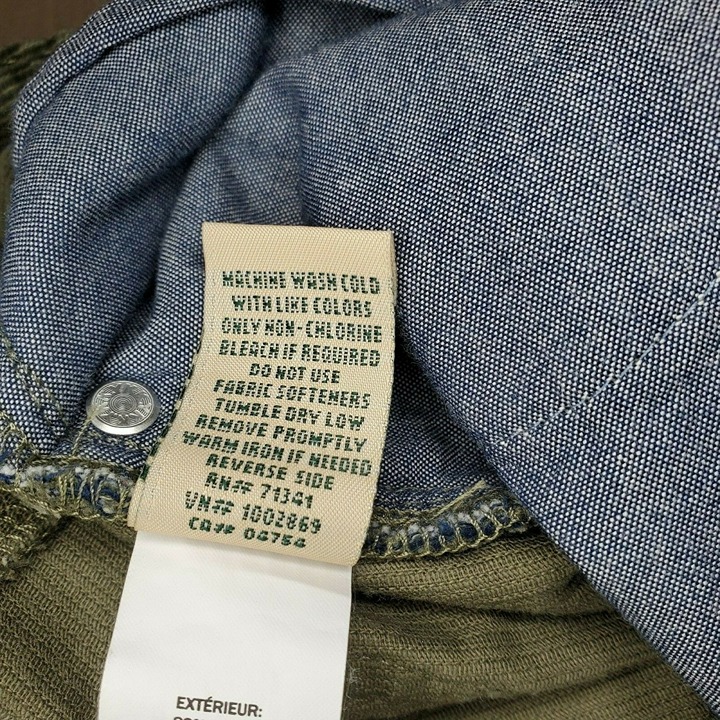 MACHINE WASH COLD
WITH LIKE COLORS
ONLY NON-CHLORINE
BLEACH IF REQUIRED
DO NOT USE
FABRIC SOFTENERS
TUMBLE DRY LOW
REMOVE PROMPTLY
WARM IRON IF NEEDED
REVERSE SIDE
RN# 71341
VN# 1002869
CA# 04754
EXTÉRIEUR: